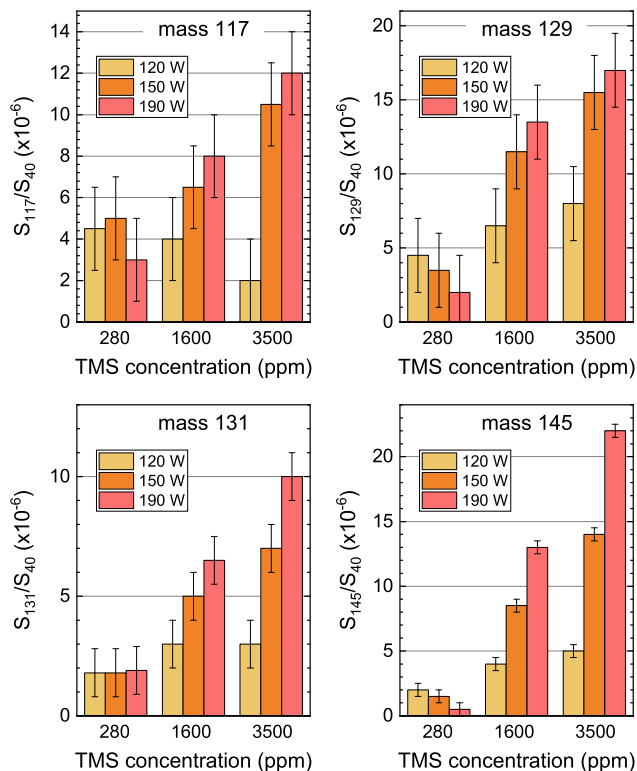 mass 117
120 W
150 W
190 W
14
12
10
8
6
4
2
0
S117/S40 (x10-6)
280
1600
3500
TMS concentration (ppm)
mass 129
120 W
150 W
190 W
20
15
10
5
0
S129/S40 (x10-6)
280
1600
3500
TMS concentration (ppm)
mass 131
120 W
150 W
190 W
10
5
0
S131/S40 (x10-6)
280
1600
3500
TMS concentration (ppm)
mass 145
120 W
150 W
190 W
20
15
10
5
0
S145/S40 (x10-6)
280
1600
3500
TMS concentration (ppm)